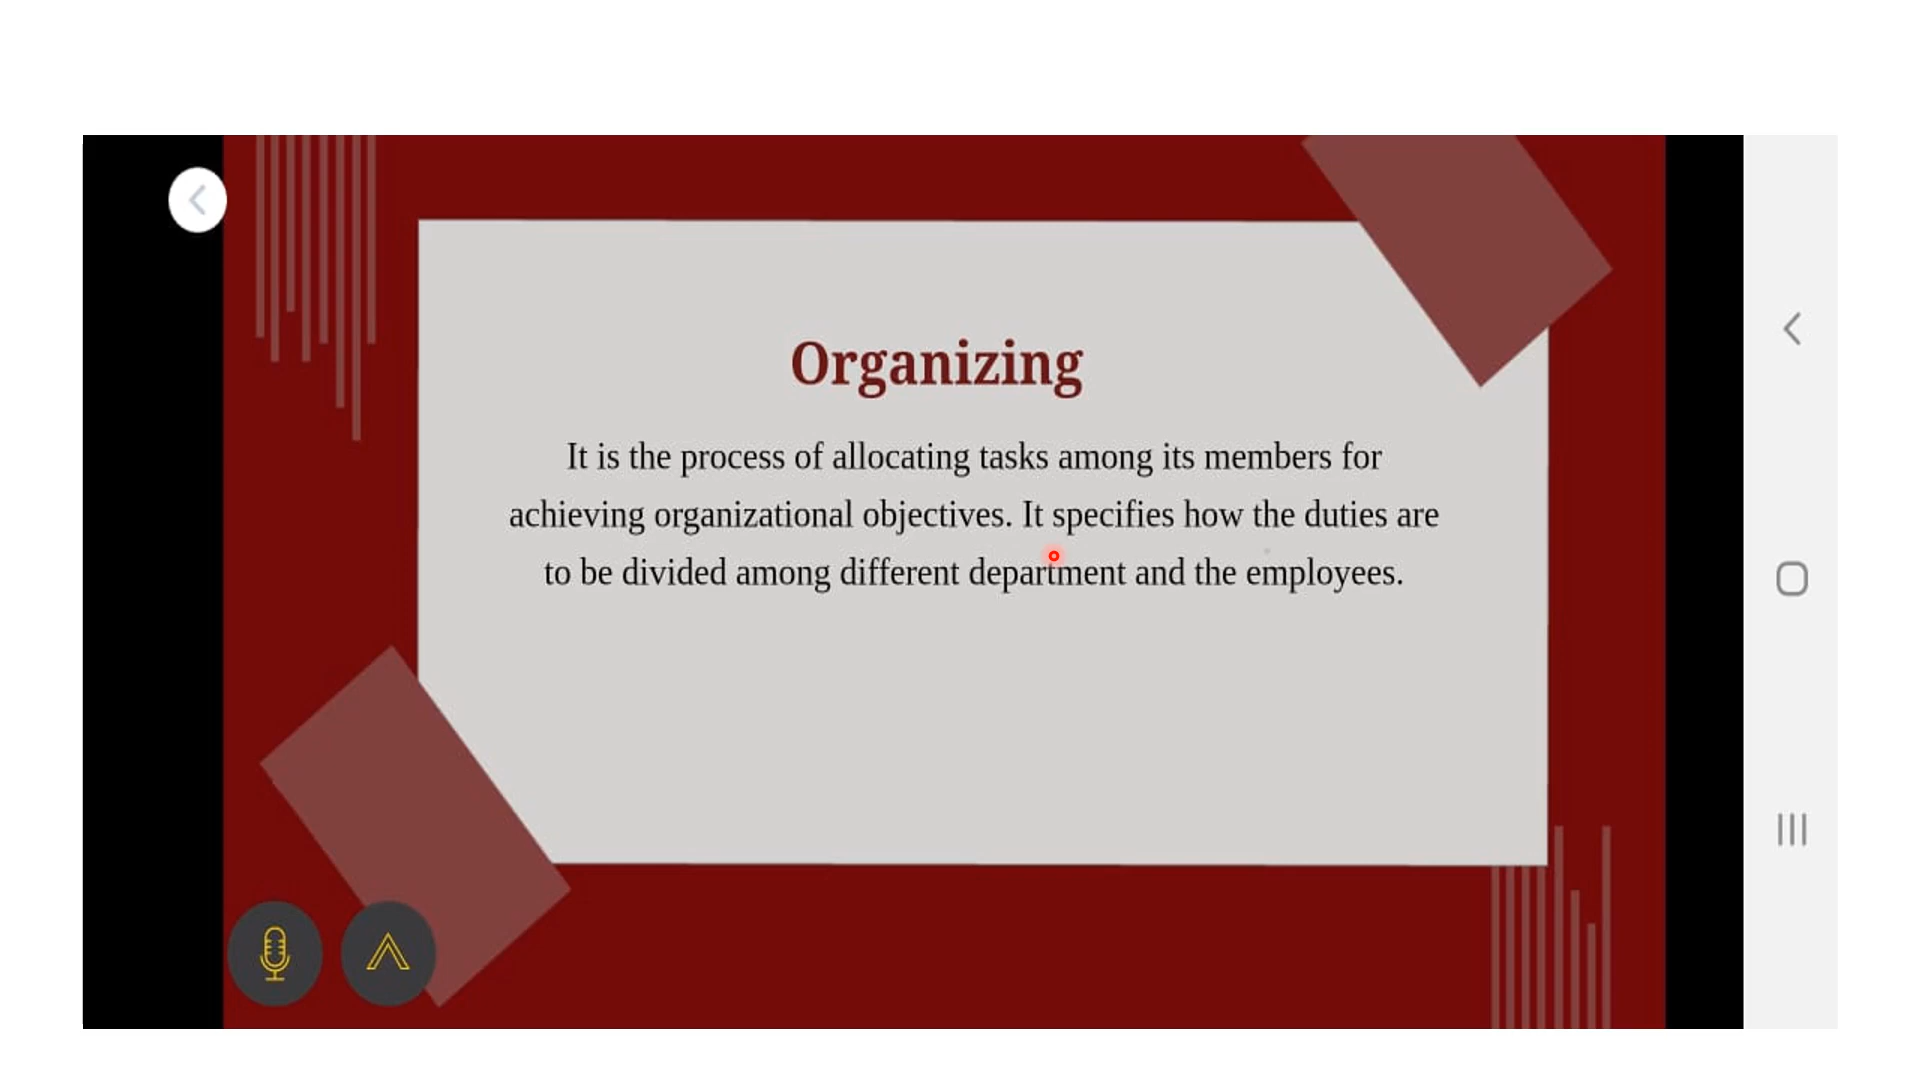 Organizing
It is the process of allocating tasks among its members for
achieving organizational objectives. It specifies how the duties are
to be divided among different department and the employees.